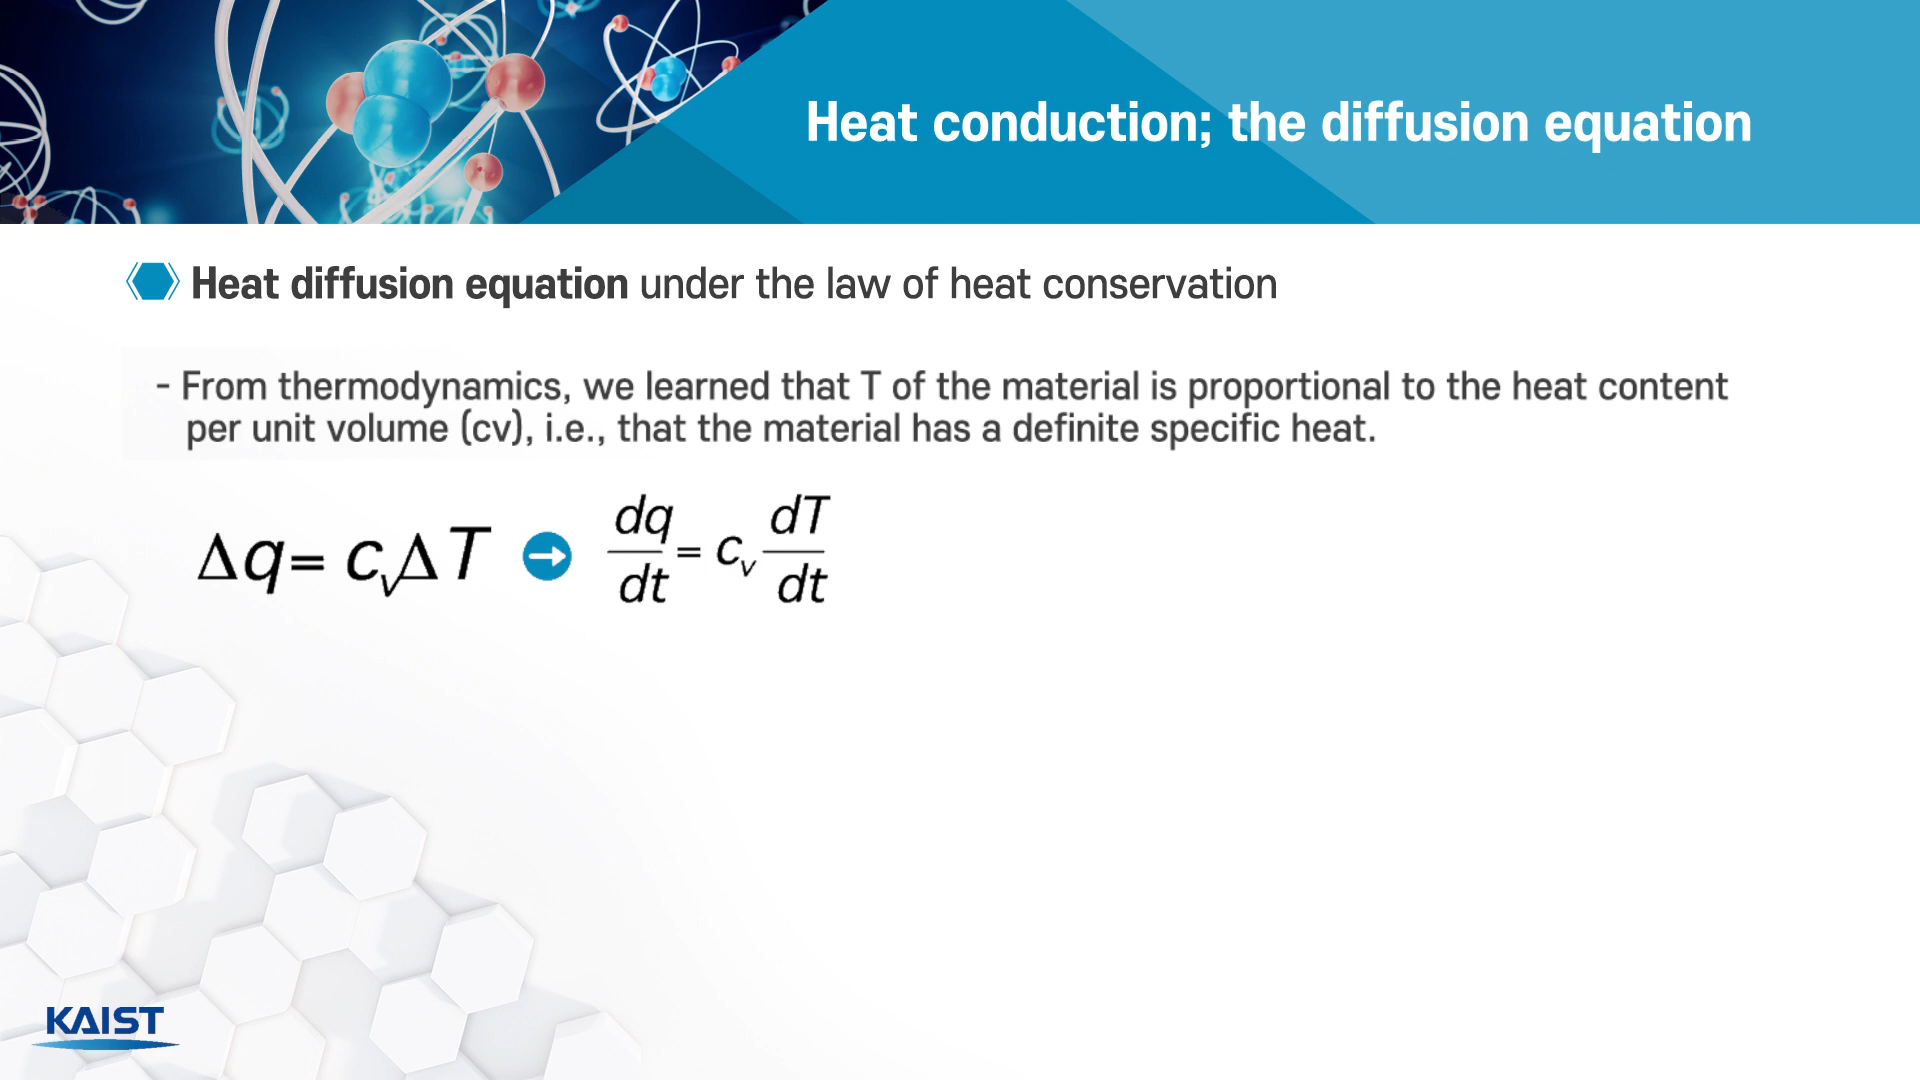 Heat conduction; the diffusion equation
Heat diffusion equation under the law of heat conservation
- From thermodynamics, we learned that T of the material is proportional to the heat content
per unit volume (cv), i.e., that the material has a definite specific heat.
Δq= c_vΔT → dq/dt = c_v dT/dt
KAIST